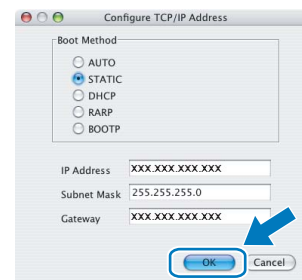 Configure TCP/IP Address
Boot Method
AUTO
STATIC
DHCP
RARP
BOOTP
IP Address XXX.XXX.XXX.XXX
Subnet Mask 255.255.255.0
Gateway XXX.XXX.XXX.XXX
OK Cancel